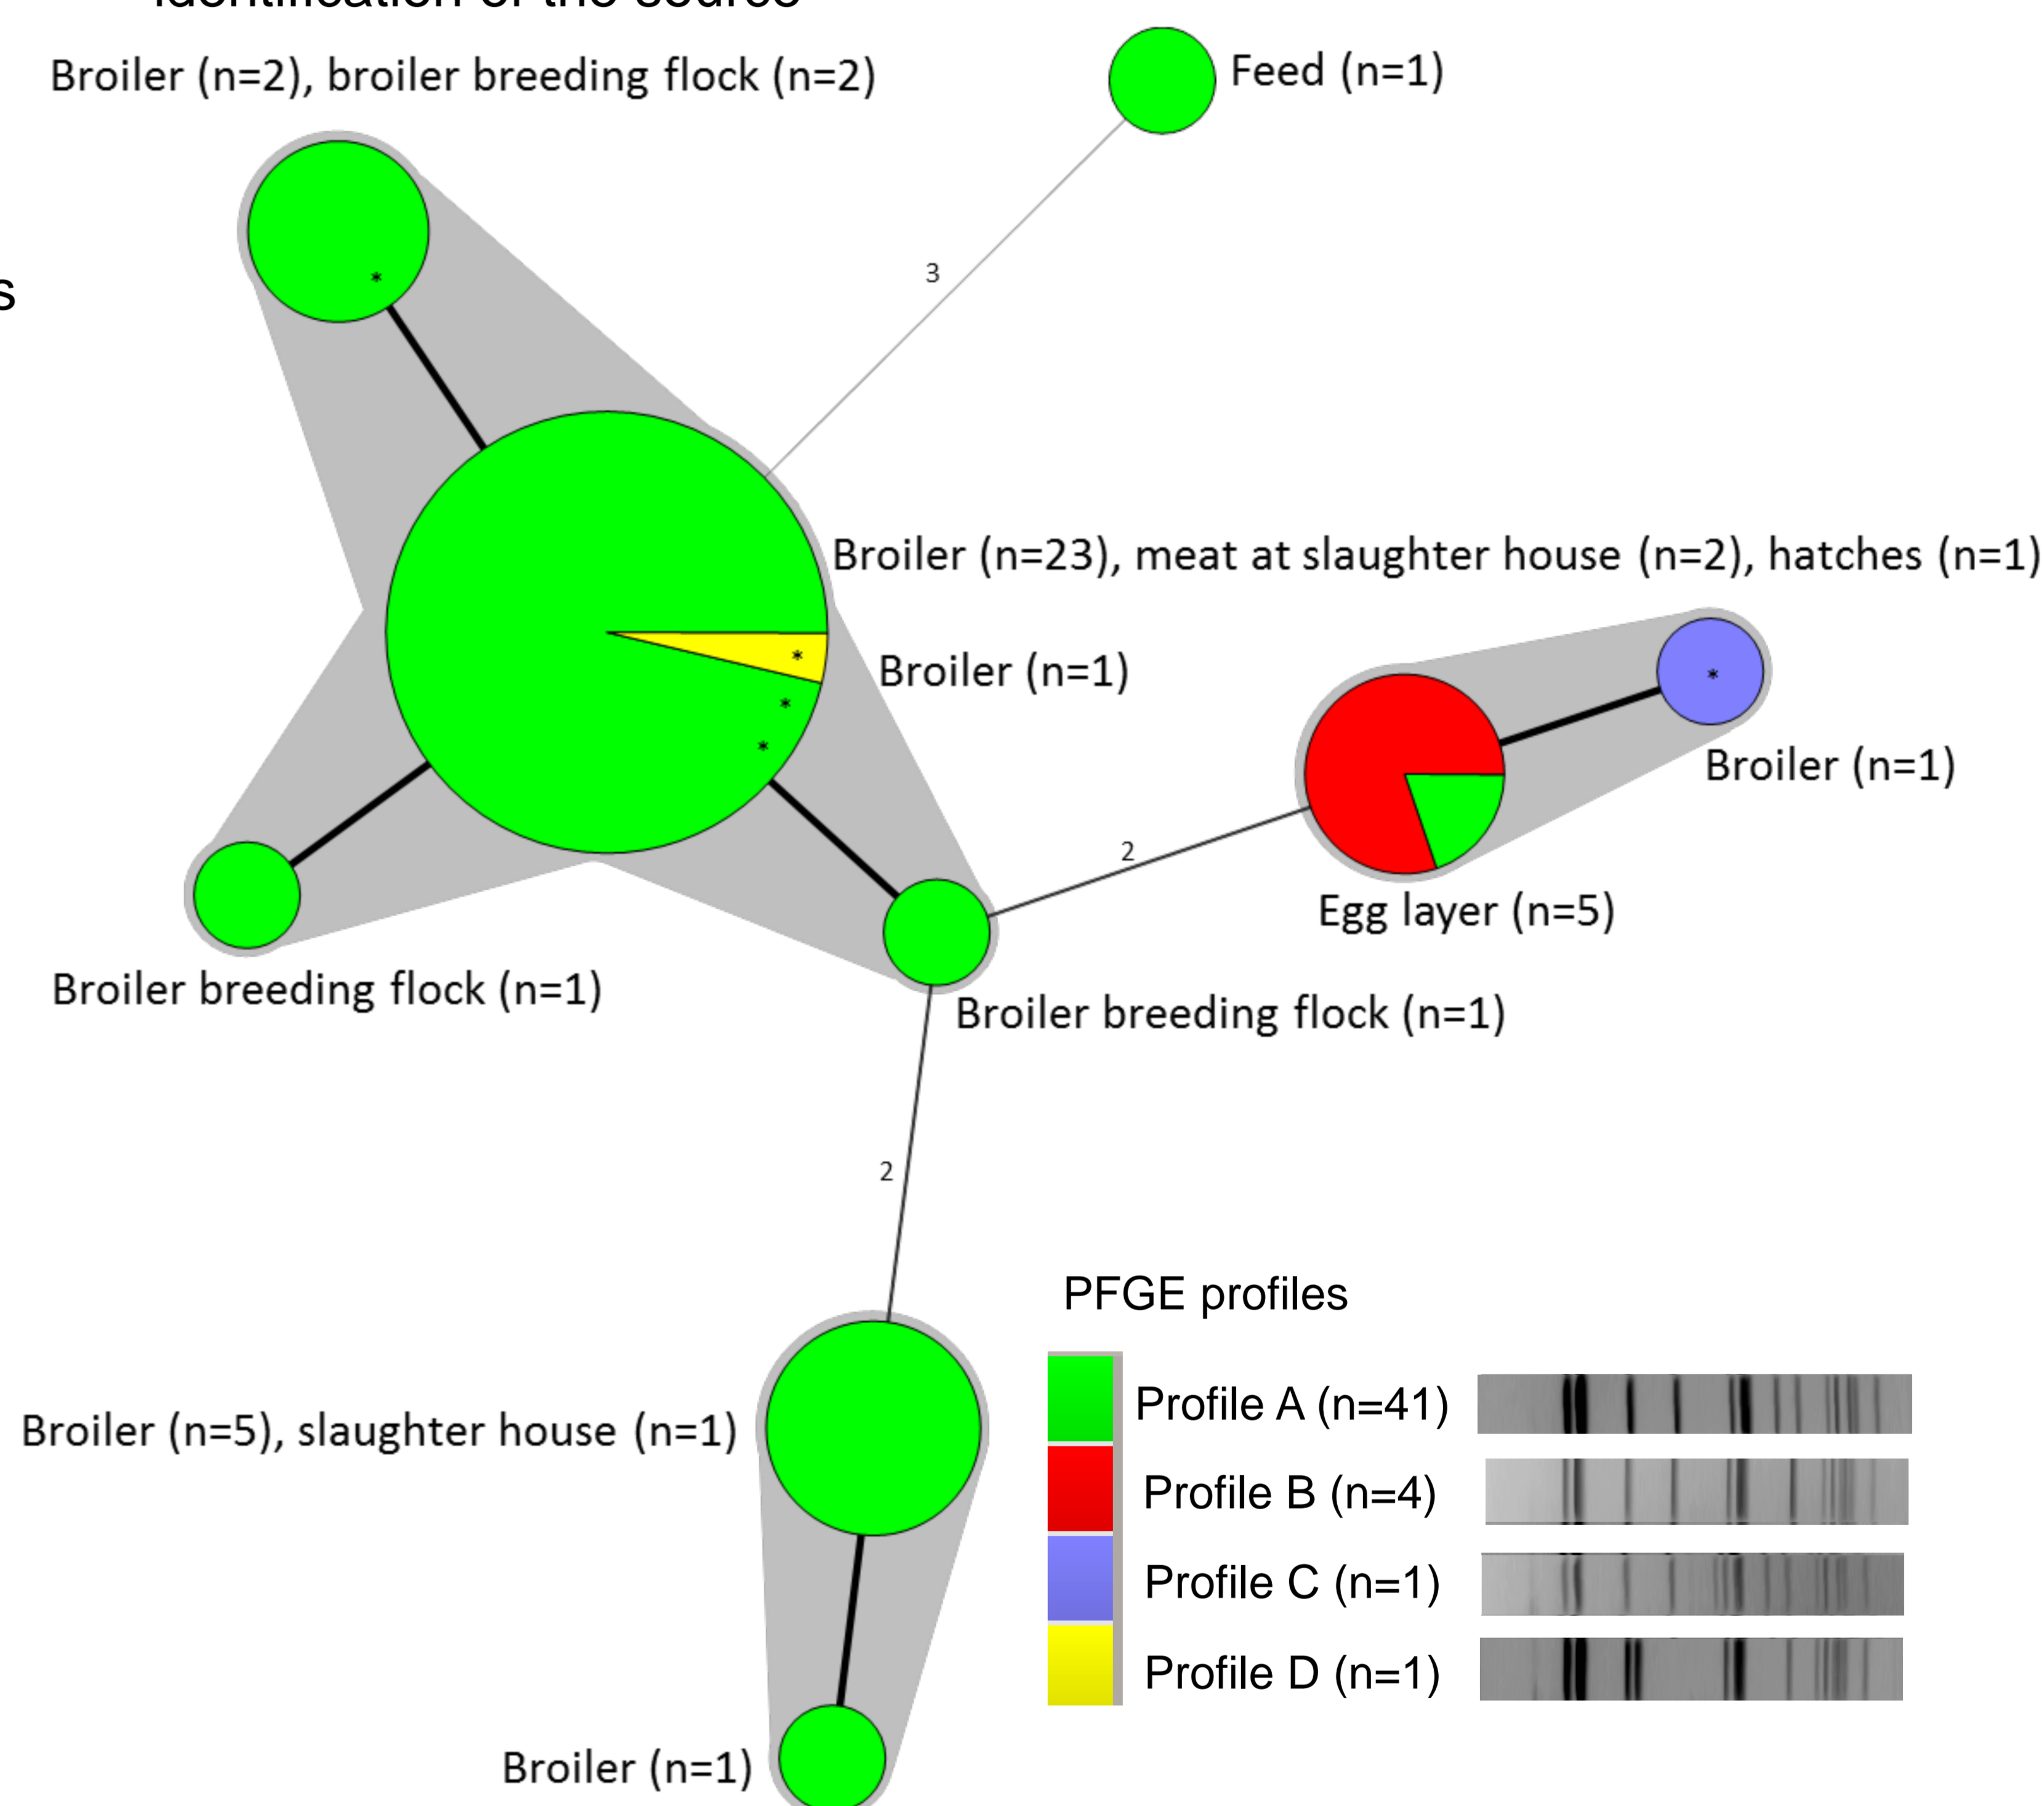 Broiler (n=2), broiler breeding flock (n=2)
Feed (n=1)
s
3
Broiler (n=23), meat at slaughter house (n=2), hatches (n=1)
Broiler (n=1)
*
*
*
*
*
Broiler (n=1)
2
Egg layer (n=5)
Broiler breeding flock (n=1)
Broiler breeding flock (n=1)
2
PFGE profiles
Profile A (n=41)
Broiler (n=5), slaughter house (n=1)
Profile B (n=4)
Profile C (n=1)
Profile D (n=1)
Broiler (n=1)